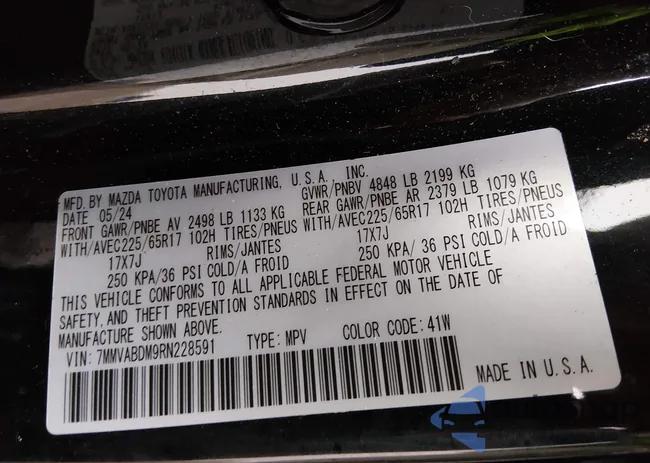 MFD. BY MAZDA TOYOTA MANUFACTURING, U.S.A. INC.
DATE 05/24 GVWR/PNBV 4848 LB 2199 KG
FRONT GAWR/PNBE AV 2498 LB 1133 KG REAR GAWR/PNBE AR 2379 LB 1079 KG
WITH/AVEC225/65R17 102H TIRES/PNEUS WITH/AVEC225/65R17 102H TIRES/PNEUS
17X7J RIMS/JANTES 17X7J RIMS/JANTES
250 KPA/36 PSI COLD/A FROID 250 KPA/36 PSI COLD/A FROID
THIS VEHICLE CONFORMS TO ALL APPLICABLE FEDERAL MOTOR VEHICLE
SAFETY, AND THEFT PREVENTION STANDARDS IN EFFECT ON THE DATE OF
MANUFACTURE SHOWN ABOVE.
VIN: 7MMVABDM9RN228591 TYPE: MPV COLOR CODE: 41W
MADE IN U.S.A.